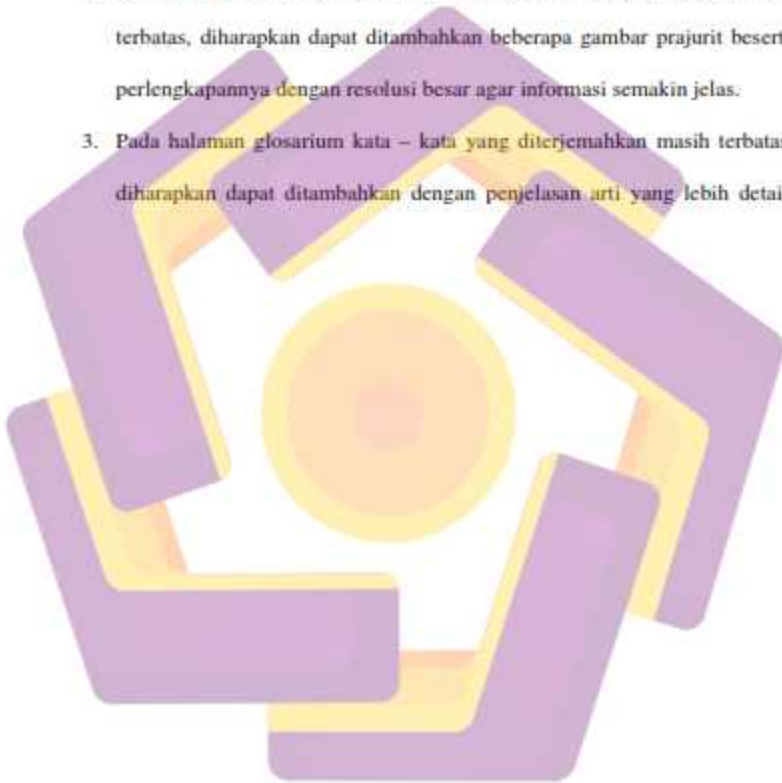 terbatas, diharapkan dapat ditambahkan beberapa gambar prajurit besert
perlengkapannya dengan resolusi besar agar informasi semakin jelas.
3. Pada halaman glosarium kata – kata yang diterjemahkan masih terbatas
diharapkan dapat ditambahkan dengan penjelasan arti yang lebih detai